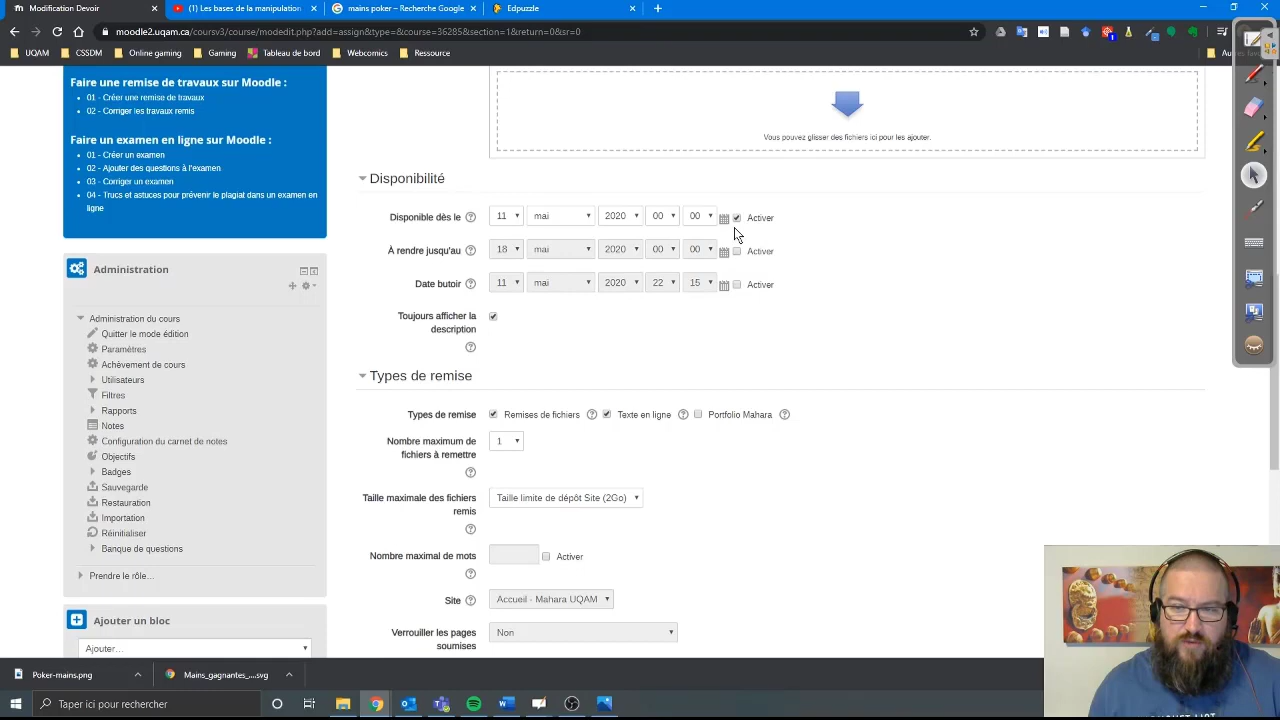 Modification Devoir
(10) Les bases de la manipulation
mains poker – Recherche Google
Edpuzzle
moodle2.uqam.ca/coursv3/course/modedit.php?add=assign&type=&course=36285&section=1&return=0&sr=0
UQAM
CSSDM
Online gaming
Gaming
Tableau de bord
Webcomics
Ressource
Autres favoris
Faire une remise de travaux sur Moodle :
01 - Créer une remise de travaux
02 - Corriger les travaux remis
Faire un examen en ligne sur Moodle :
01 - Créer un examen
02 - Ajouter des questions à l'examen
03 - Corriger un examen
04 - Trucs et astuces pour prévenir le plagiat dans un examen en
ligne
Administration
Administration du cours
Quitter le mode édition
Paramètres
Achèvement de cours
Utilisateurs
Filtres
Rapports
Notes
Configuration du carnet de notes
Objectifs
Badges
Sauvegarde
Restauration
Importation
Réinitialiser
Banque de questions
Prendre le rôle…
Ajouter un bloc
Ajouter…
Vous pouvez glisser des fichiers ici pour les ajouter.
Disponibilité
Disponible dès le 11 mai 2020 00 00 Activer
À rendre jusqu'au 18 mai 2020 00 00 Activer
Date butoir 11 mai 2020 22 15 Activer
Toujours afficher la
description
Types de remise
Types de remise Remises de fichiers Texte en ligne Portfolio Mahara
Nombre maximum de 1
fichiers à remettre
Taille maximale des fichiers Taille limite de dépôt Site (2Go)
remis
Nombre maximal de mots Activer
Site Accueil - Mahara UQAM
Verrouiller les pages Non
soumises
Poker-mains.png
Mains_gagnantes_....svg
Taper ici pour rechercher